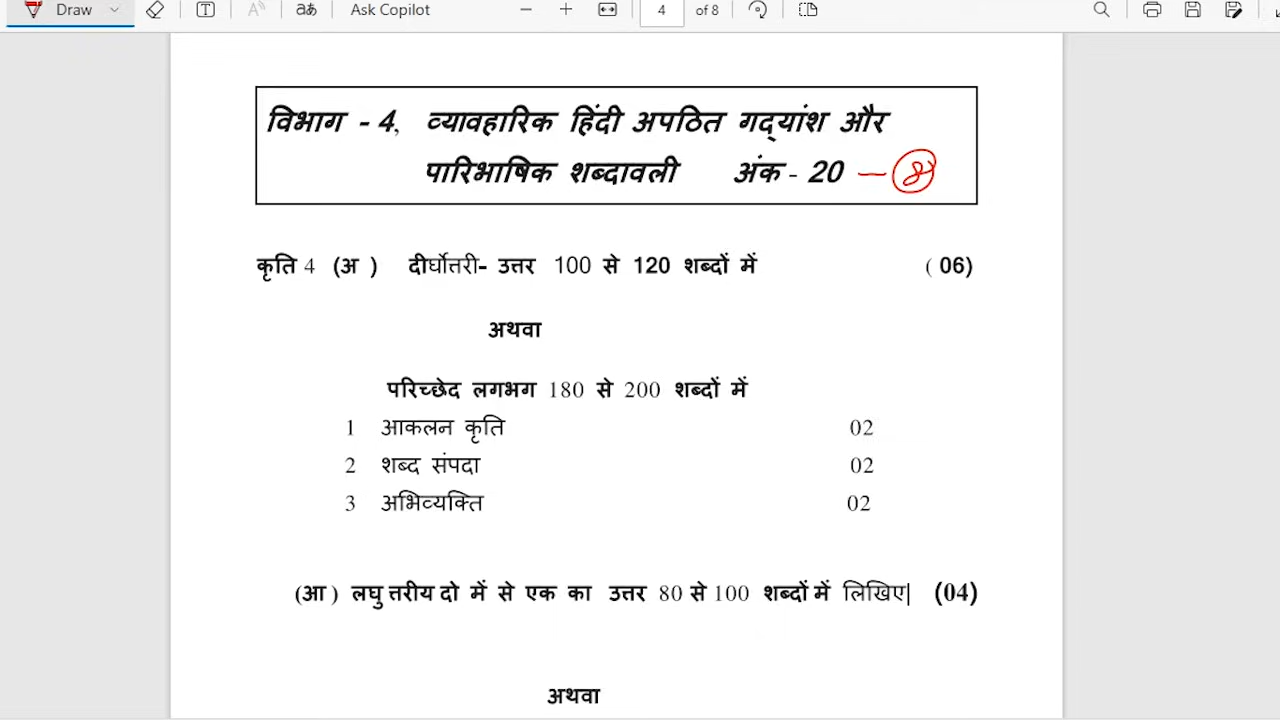 Draw
Ask Copilot
4 of 8
विभाग - 4, व्यावहारिक हिंदी अपठित गद्यांश और
पारिभाषिक शब्दावली अंक - 20 —
कृति 4 (अ ) दीर्घोत्तरी- उत्तर 100 से 120 शब्दों में ( 06)
अथवा
परिच्छेद लगभग 180 से 200 शब्दों में
1 आकलन कृति 02
2 शब्द संपदा 02
3 अभिव्यक्ति 02
(आ ) लघु त्तरीय दो में से एक का उत्तर 80 से 100 शब्दों में लिखिए| (04)
अथवा